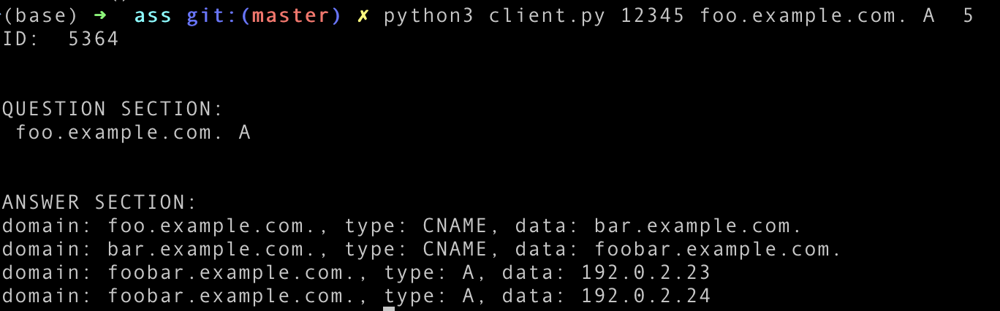 (base) ➜ ass git:(master) ✗ python3 client.py 12345 foo.example.com. A 5
ID: 5364
QUESTION SECTION:
foo.example.com. A
ANSWER SECTION:
domain: foo.example.com., type: CNAME, data: bar.example.com.
domain: bar.example.com., type: CNAME, data: foobar.example.com.
domain: foobar.example.com., type: A, data: 192.0.2.23
domain: foobar.example.com., type: A, data: 192.0.2.24